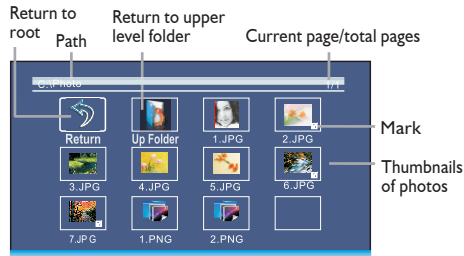 Return to
root
Path
Return to upper
level folder
Current page/total pages
C:\Photo
1/1
Return
Up Folder
1.JPG
2.JPG
Mark
3.JPG
4.JPG
5.JPG
6.JPG
Thumbnails
of photos
7.JPG
1.PNG
2.PNG